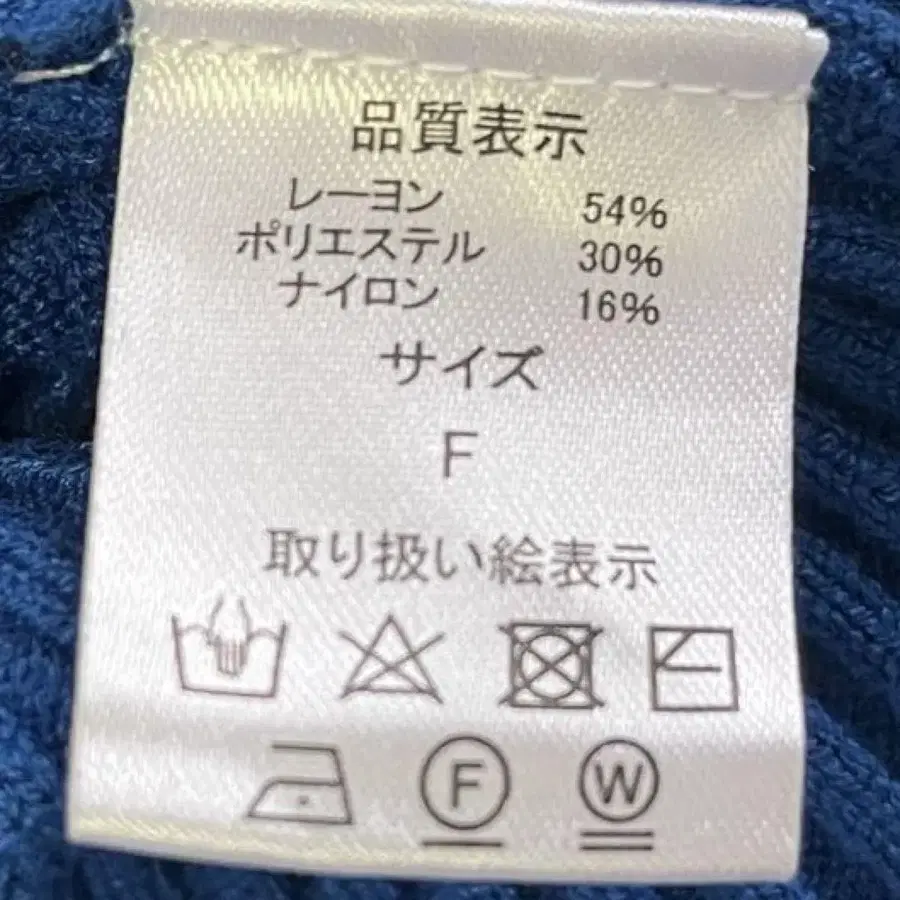 品質表示
レーヨン 54%
ポリエステル 30%
ナイロン 16%
サイズ
F
取り扱い絵表示
F W